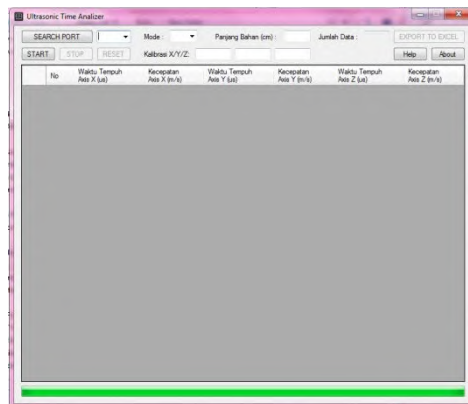 Ultrasonic Time Analizer
SEARCH PORT Mode : Panjang Bahan (cm) : Jumlah Data : EXPORT TO EXCEL
START STOP RESET Kalibrasi X/Y/Z: Help About
No Waktu Tempuh Axis X (us) Kecepatan Axis X (m/s) Waktu Tempuh Axis Y (us) Kecepatan Axis Y (m/s) Waktu Tempuh Axis Z (us) Kecepatan Axis Z (m/s)